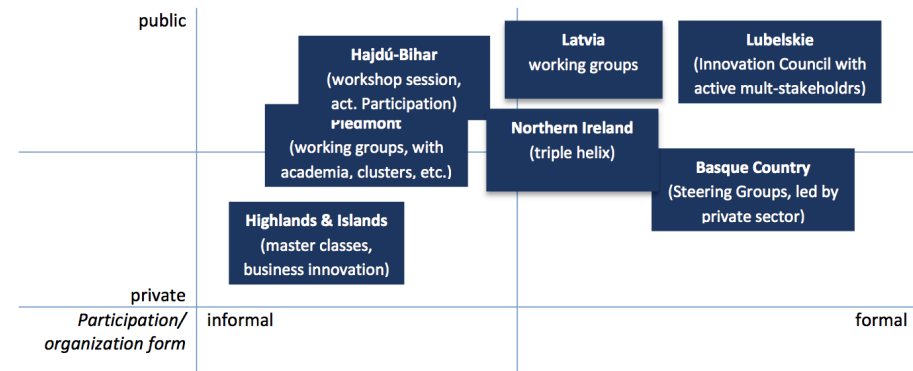 public
Hajdú-Bihar
(workshop session,
act. Participation)
Latvia
working groups
Lubelskie
(Innovation Council with
active mult-stakeholdrs)
Piedmont
(working groups, with
academia, clusters, etc.)
Northern Ireland
(triple helix)
Basque Country
(Steering Groups, led by
private sector)
Highlands & Islands
(master classes,
business innovation)
private
Participation/
organization form
informal
formal